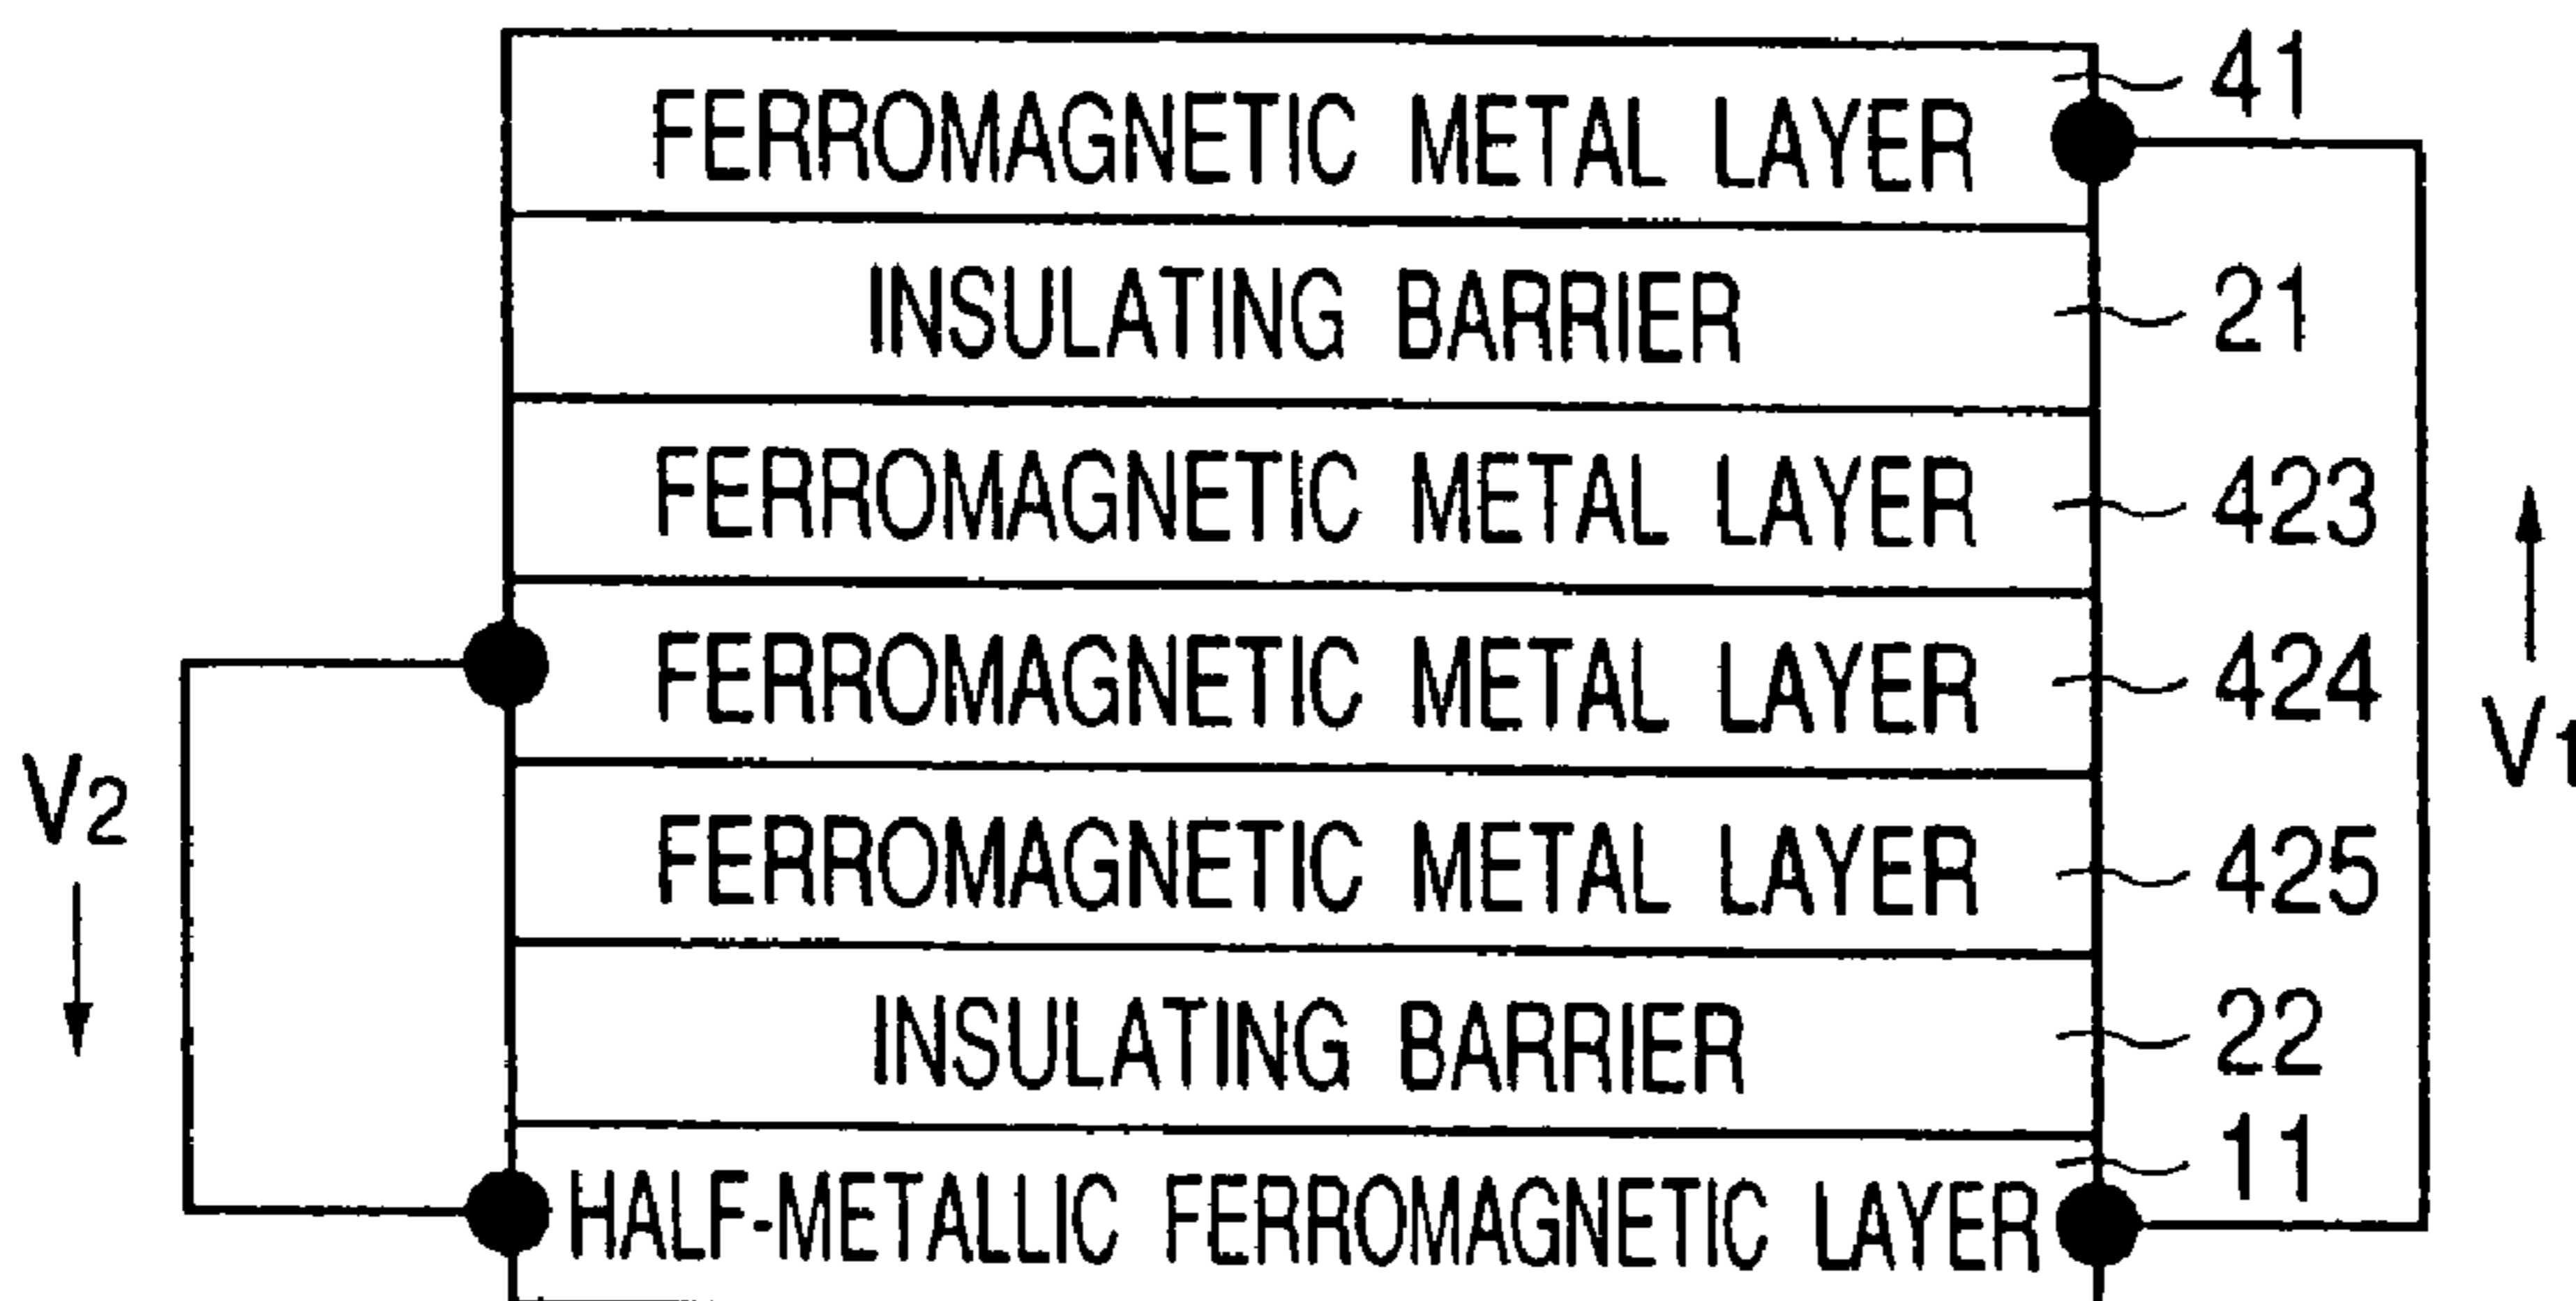 FERROMAGNETIC METAL LAYER 41
INSULATING BARRIER 21
FERROMAGNETIC METAL LAYER 423
FERROMAGNETIC METAL LAYER 424
FERROMAGNETIC METAL LAYER 425
INSULATING BARRIER 22
HALF-METALLIC FERROMAGNETIC LAYER 11
V2
V1